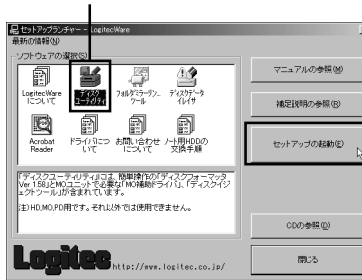 セットアップランチャー - LogitecWare
最新の情報(N)
ソフトウェアの選択(S)
LogitecWare
について
ディスク
ユーティリティ
フォルダミラーリン...
ツール
ディスクデータ
イレイサ
Acrobat
Reader
ドライバについて
お問い合わせ
について
ノート用HDDの
交換手順
『ディスクユーティリティ』には、簡単操作の「ディスクフォーマッタ
Ver 1.58」とMOユニットで必要な「MO補助ドライバ」、「ディスクイジ
ェクトツール」が含まれています。
注)HD,MO,PD用です。それ以外では使用できません。
マニュアルの参照(M)
補足説明の参照(R)
セットアップの起動(E)
CDの参照(D)
閉じる
Logitec
http://www.logitec.co.jp/